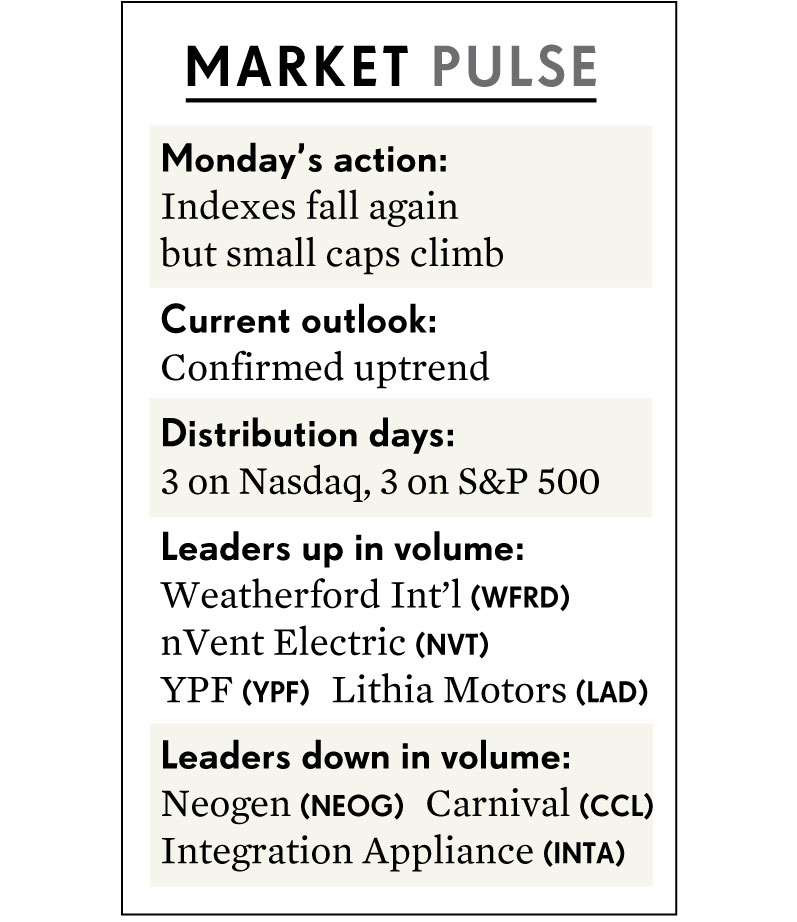 MARKET PULSE
Monday’s action:
Indexes fall again
but small caps climb
Current outlook:
Confirmed uptrend
Distribution days:
3 on Nasdaq, 3 on S&P 500
Leaders up in volume:
Weatherford Int’l (WFRD)
nVent Electric (NVT)
YPF (YPF) Lithia Motors (LAD)
Leaders down in volume:
Neogen (NEOG) Carnival (CCL)
Integration Appliance (INTA)